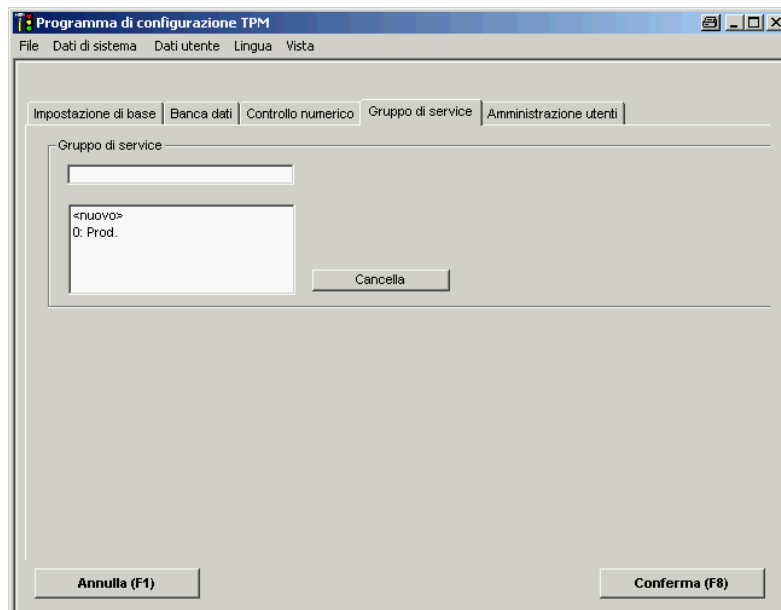 Programma di configurazione TPM
File Dati di sistema Dati utente Lingua Vista
Impostazione di base Banca dati Controllo numerico Gruppo di service Amministrazione utenti
Gruppo di service
<nuovo>
0: Prod.
Cancella
Annulla (F1) Conferma (F8)